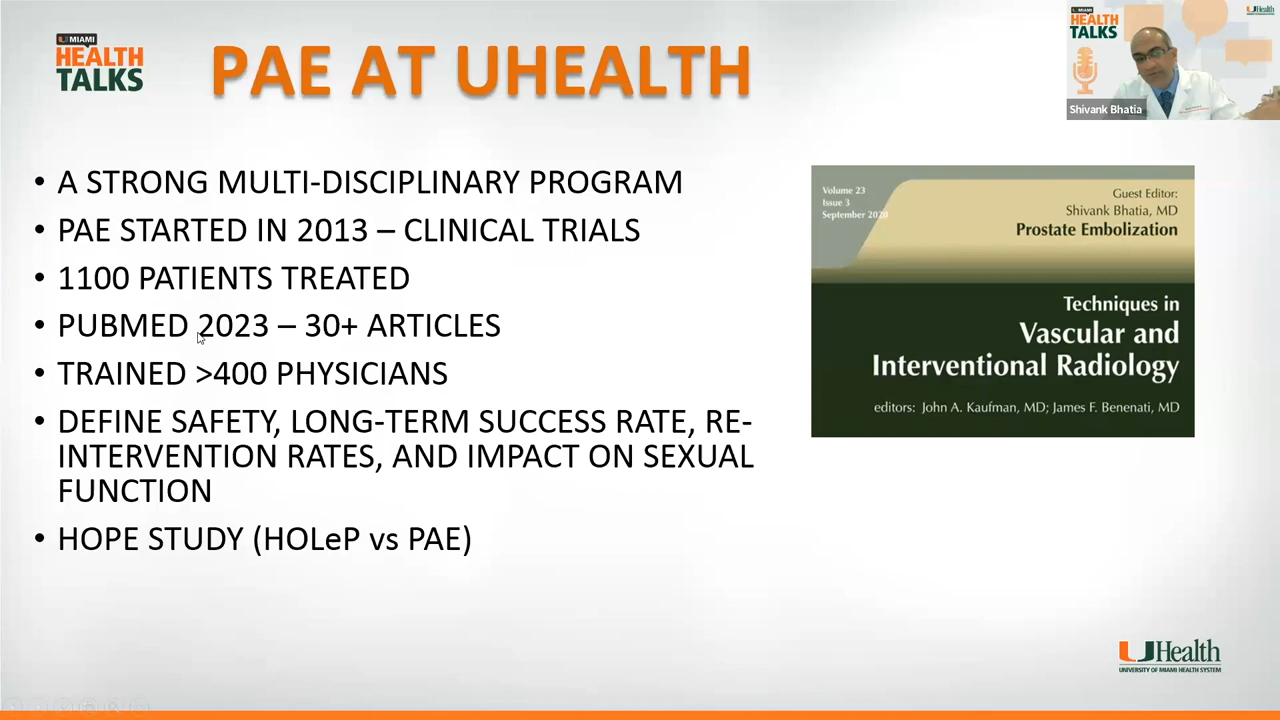 U MIAMI
HEALTH
TALKS
PAE AT UHEALTH
U MIAMI
HEALTH
TALKS
UHealth
Shivank Bhatia
• A STRONG MULTI-DISCIPLINARY PROGRAM
• PAE STARTED IN 2013 – CLINICAL TRIALS
• 1100 PATIENTS TREATED
• PUBMED 2023 – 30+ ARTICLES
• TRAINED >400 PHYSICIANS
• DEFINE SAFETY, LONG-TERM SUCCESS RATE, RE-
INTERVENTION RATES, AND IMPACT ON SEXUAL
FUNCTION
• HOPE STUDY (HOLeP vs PAE)
Volume 23
Issue 3
September 2020
Guest Editor:
Shivank Bhatia, MD
Prostate Embolization
Techniques in
Vascular and
Interventional Radiology
editors: John A. Kaufman, MD; James F. Benenati, MD
UHealth
UNIVERSITY OF MIAMI HEALTH SYSTEM